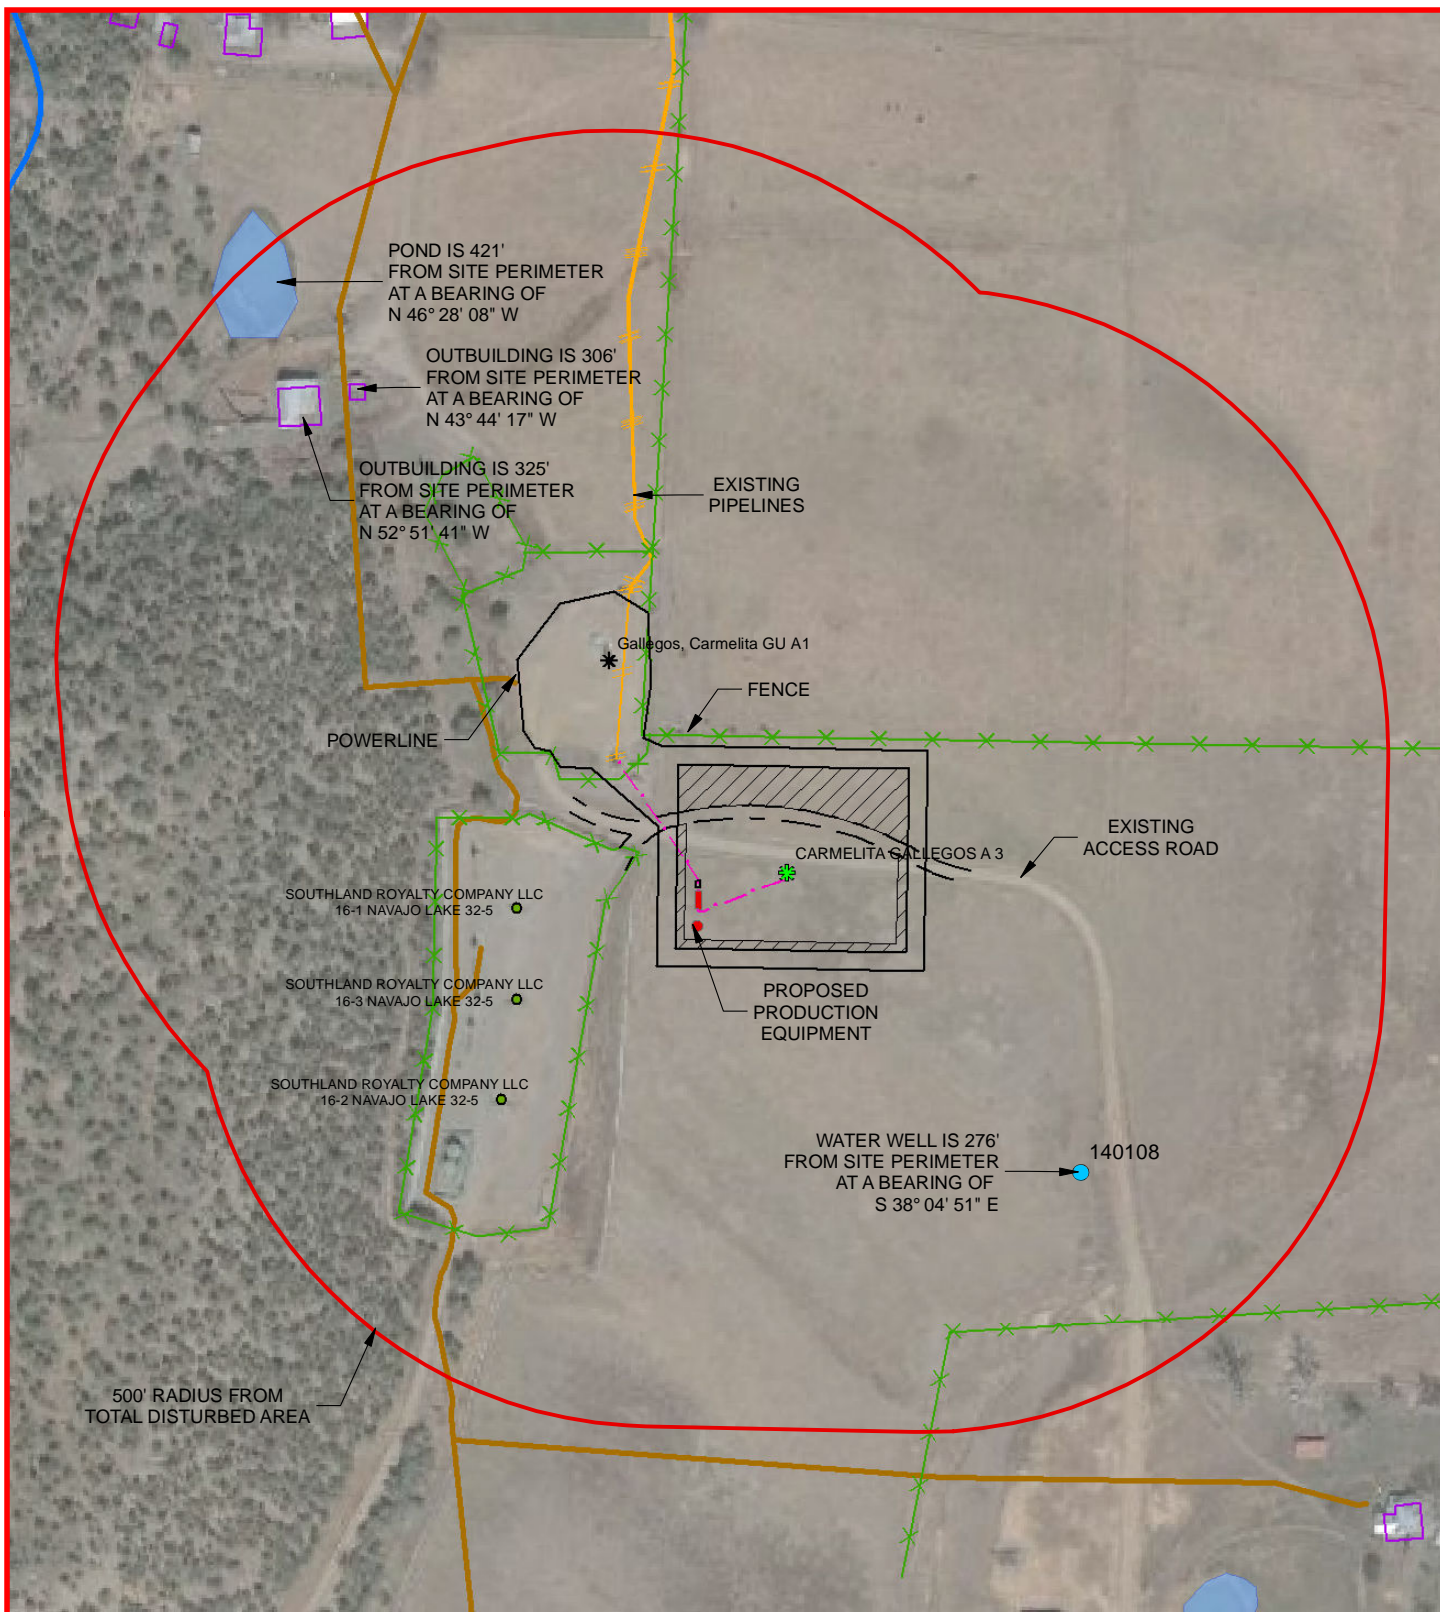 POND IS 421'
FROM SITE PERIMETER
AT A BEARING OF
N 46° 28' 08" W
OUTBUILDING IS 306'
FROM SITE PERIMETER
AT A BEARING OF
N 43° 44' 17" W
OUTBUILDING IS 325'
FROM SITE PERIMETER
AT A BEARING OF
N 52° 51' 41" W
EXISTING
PIPELINES
Gallegos, Carmelita GU A1
FENCE
POWERLINE
EXISTING
ACCESS ROAD
CARMELITA GALLEGOS A 3
SOUTHLAND ROYALTY COMPANY LLC
16-1 NAVAJO LAKE 32-5
SOUTHLAND ROYALTY COMPANY LLC
16-3 NAVAJO LAKE 32-5
PROPOSED
PRODUCTION
EQUIPMENT
SOUTHLAND ROYALTY COMPANY LLC
16-2 NAVAJO LAKE 32-5
WATER WELL IS 276'
FROM SITE PERIMETER
AT A BEARING OF
S 38° 04' 51" E
140108
500' RADIUS FROM
TOTAL DISTURBED AREA